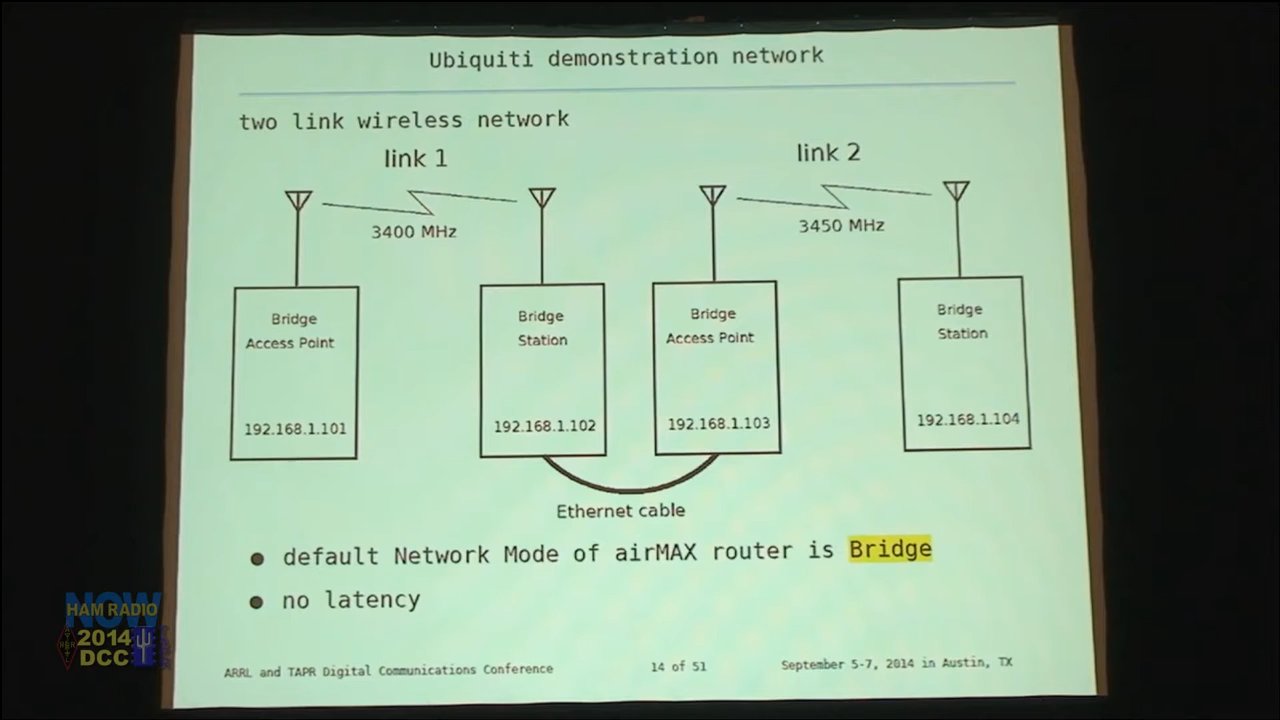 Ubiquiti demonstration network
two link wireless network
link 1
link 2
3400 MHz
3450 MHz
Bridge
Access Point
192.168.1.101
Bridge
Station
192.168.1.102
Bridge
Access Point
192.168.1.103
Bridge
Station
192.168.1.104
Ethernet cable
● default Network Mode of airMAX router is Bridge
● no latency
ARRL and TAPR Digital Communications Conference
14 of 51
September 5-7, 2014 in Austin, TX
NOW
HAM RADIO
2014
DCC